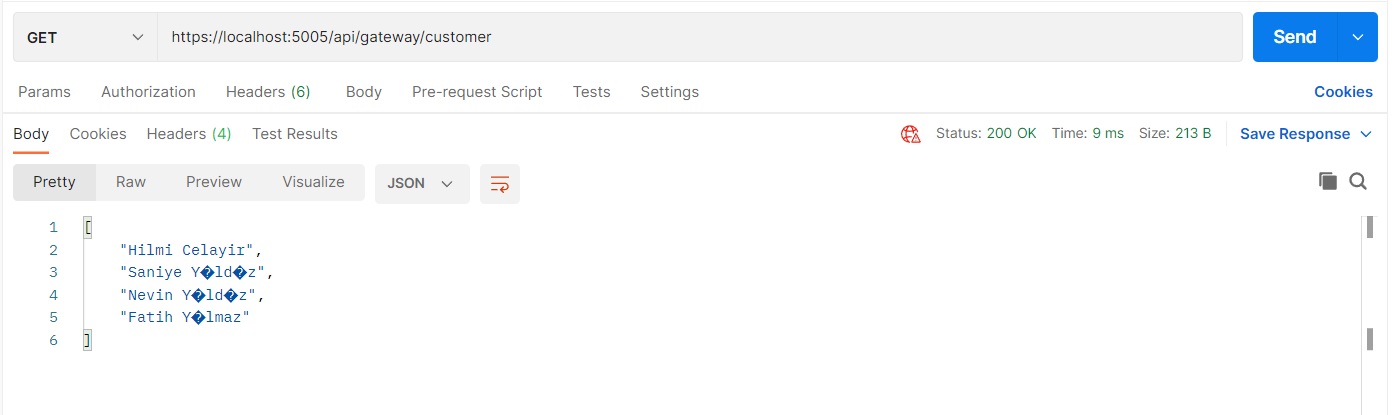 GET https://localhost:5005/api/gateway/customer Send
Params Authorization Headers (6) Body Pre-request Script Tests Settings Cookies
Body Cookies Headers (4) Test Results Status: 200 OK Time: 9 ms Size: 213 B Save Response
Pretty Raw Preview Visualize JSON
1 [
2 "Hilmi Celayir",
3 "Saniye Y�ld�z",
4 "Nevin Y�ld�z",
5 "Fatih Y�lmaz"
6 ]